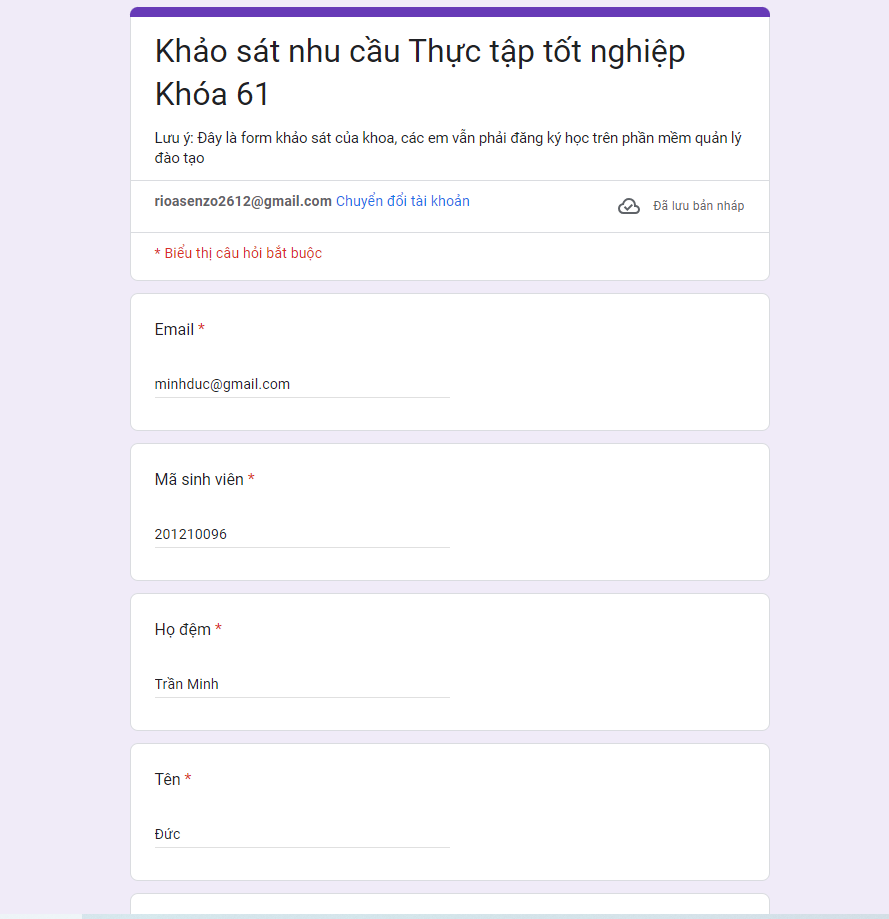 Khảo sát nhu cầu Thực tập tốt nghiệp
Khóa 61
Lưu ý: Đây là form khảo sát của khoa, các em vẫn phải đăng ký học trên phần mềm quản lý
đào tạo
rioasenzo2612@gmail.com Chuyển đổi tài khoản
Đã lưu bản nháp
* Biểu thị câu hỏi bắt buộc
Email *
minhduc@gmail.com
Mã sinh viên *
201210096
Họ đệm *
Trần Minh
Tên *
Đức